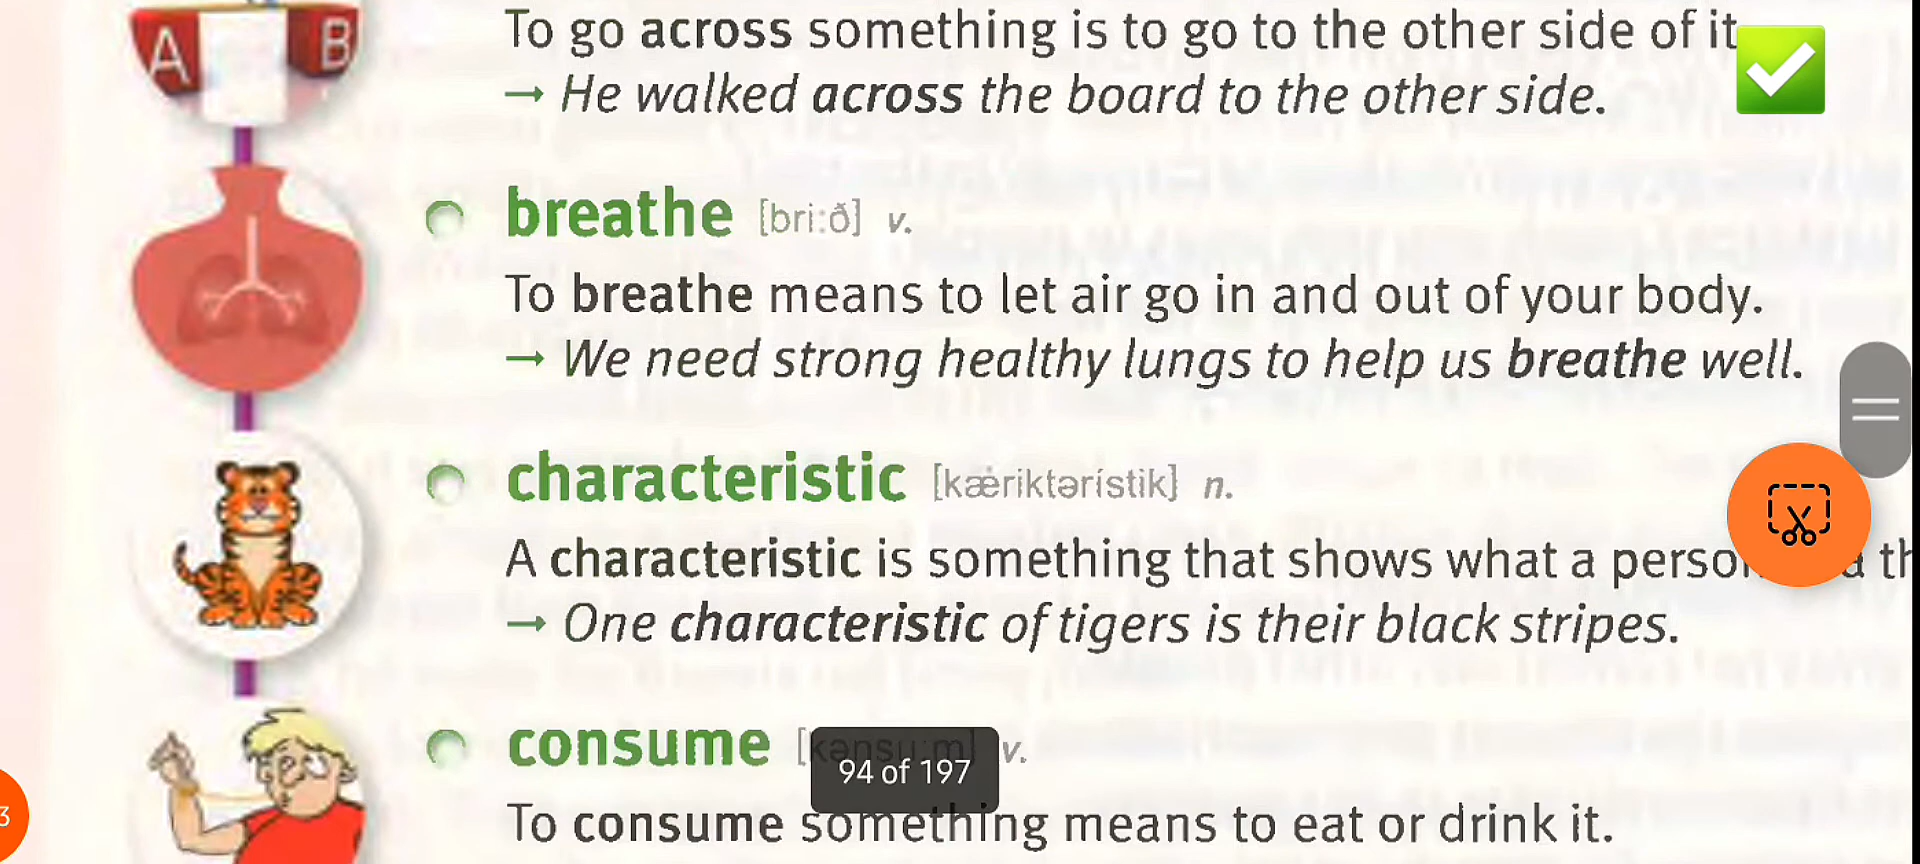 A B
To go across something is to go to the other side of it
→ He walked across the board to the other side.
breathe [bri:ð] v.
To breathe means to let air go in and out of your body.
→ We need strong healthy lungs to help us breathe well.
characteristic [kæ̀riktərístik] n.
A characteristic is something that shows what a a
→ One characteristic of tigers is their black stripes.
consume v.
94 of 197
3
To consume something means to eat or drink it.